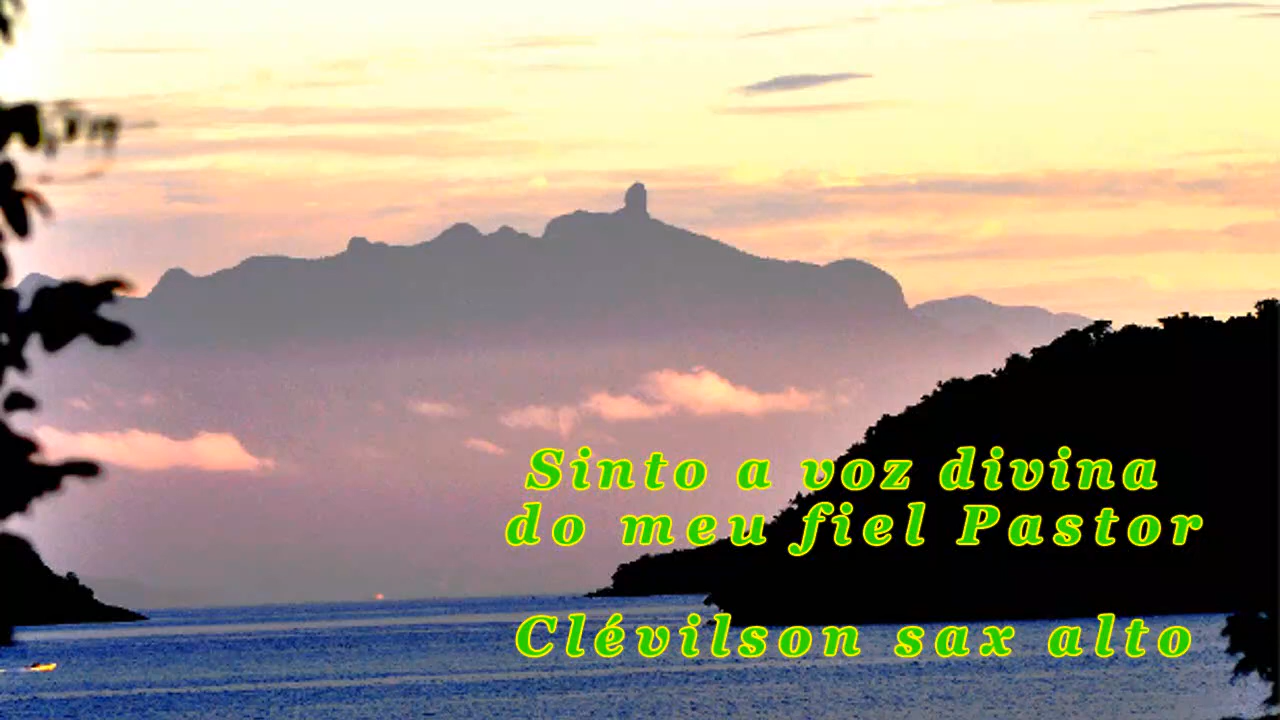 Sinto a voz divina
do meu fiel Pastor
Clévilson sax alto